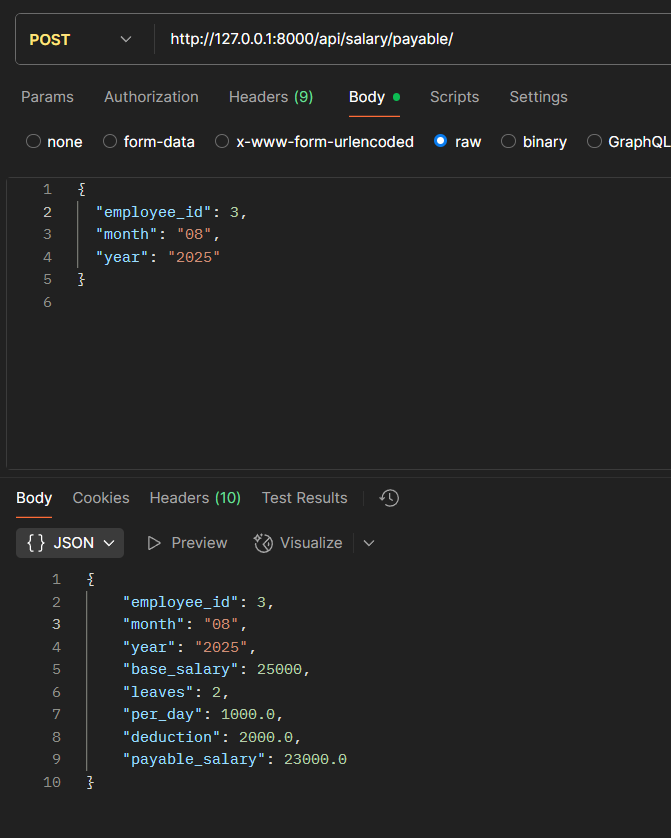 POST http://127.0.0.1:8000/api/salary/payable/
Params Authorization Headers (9) Body Scripts Settings
none form-data x-www-form-urlencoded raw binary GraphQL
1 {
2 "employee_id": 3,
3 "month": "08",
4 "year": "2025"
5 }
6
Body Cookies Headers (10) Test Results
{ } JSON Preview Visualize
1 {
2 "employee_id": 3,
3 "month": "08",
4 "year": "2025",
5 "base_salary": 25000,
6 "leaves": 2,
7 "per_day": 1000.0,
8 "deduction": 2000.0,
9 "payable_salary": 23000.0
10 }